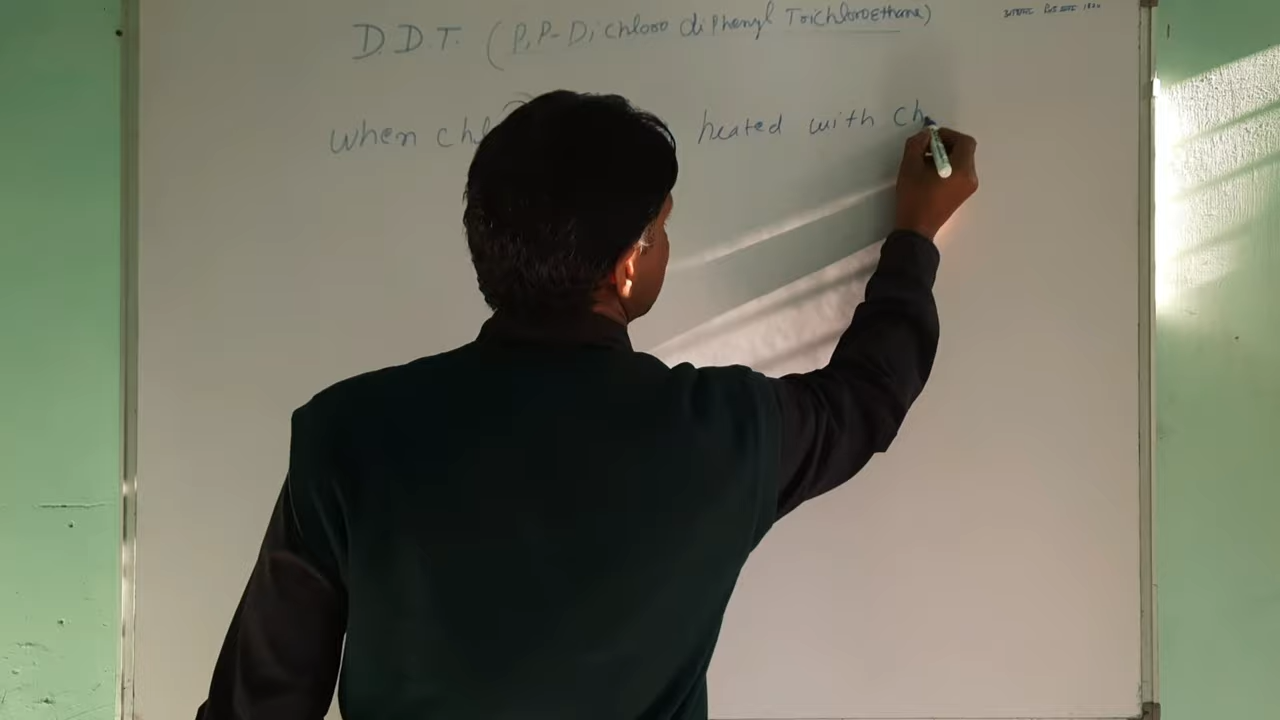 D.D.T. (P,P-Dichloro diphenyl Trichloroethane)
when chl heated with Ch